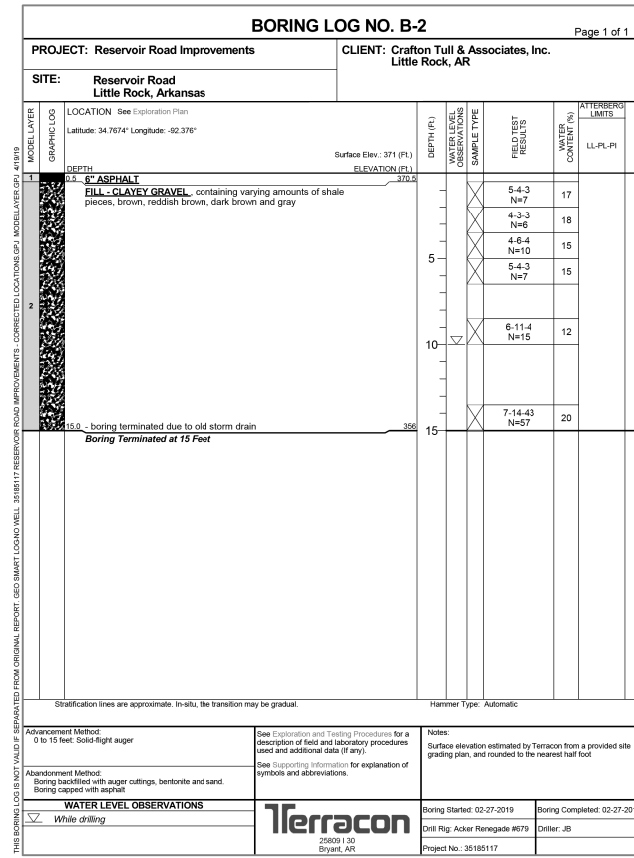 BORING LOG NO. B-2
Page 1 of 1
PROJECT: Reservoir Road Improvements
CLIENT: Crafton Tull & Associates, Inc.
Little Rock, AR
SITE: Reservoir Road
Little Rock, Arkansas
MODEL LAYER
GRAPHIC LOG
LOCATION See Exploration Plan
Latitude: 34.7674° Longitude: -92.376°
Surface Elev.: 371 (Ft.)
DEPTH ELEVATION (Ft.)
DEPTH (Ft.)
WATER LEVEL
OBSERVATIONS
SAMPLE TYPE
FIELD TEST
RESULTS
WATER
CONTENT (%)
ATTERBERG
LIMITS
LL-PL-PI
1 0.5 6" ASPHALT 370.5
FILL - CLAYEY GRAVEL, containing varying amounts of shale
pieces, brown, reddish brown, dark brown and gray
5-4-3
N=7
17
4-3-3
N=6
18
4-6-4
N=10
15
5
5-4-3
N=7
15
2
6-11-4
N=15
12
10
7-14-43
N=57
20
15.0 - boring terminated due to old storm drain 356
15
Boring Terminated at 15 Feet
Stratification lines are approximate. In-situ, the transition may be gradual.
Hammer Type: Automatic
Advancement Method:
0 to 15 feet: Solid-flight auger
Abandonment Method:
Boring backfilled with auger cuttings, bentonite and sand.
Boring capped with asphalt
See Exploration and Testing Procedures for a
description of field and laboratory procedures
used and additional data (If any).
See Supporting Information for explanation of
symbols and abbreviations.
Notes:
Surface elevation estimated by Terracon from a provided site
grading plan, and rounded to the nearest half foot
WATER LEVEL OBSERVATIONS
While drilling
Terracon
25809 I 30
Bryant, AR
Boring Started: 02-27-2019
Boring Completed: 02-27-201
Drill Rig: Acker Renegade #679
Driller: JB
Project No.: 35185117
THIS BORING LOG IS NOT VALID IF SEPARATED FROM ORIGINAL REPORT. GEO SMART LOG-NO WELL 35185117 RESERVOIR ROAD IMPROVEMENTS - CORRECTED LOCATIONS.GPJ MODELLAYER.GPJ 4/19/19